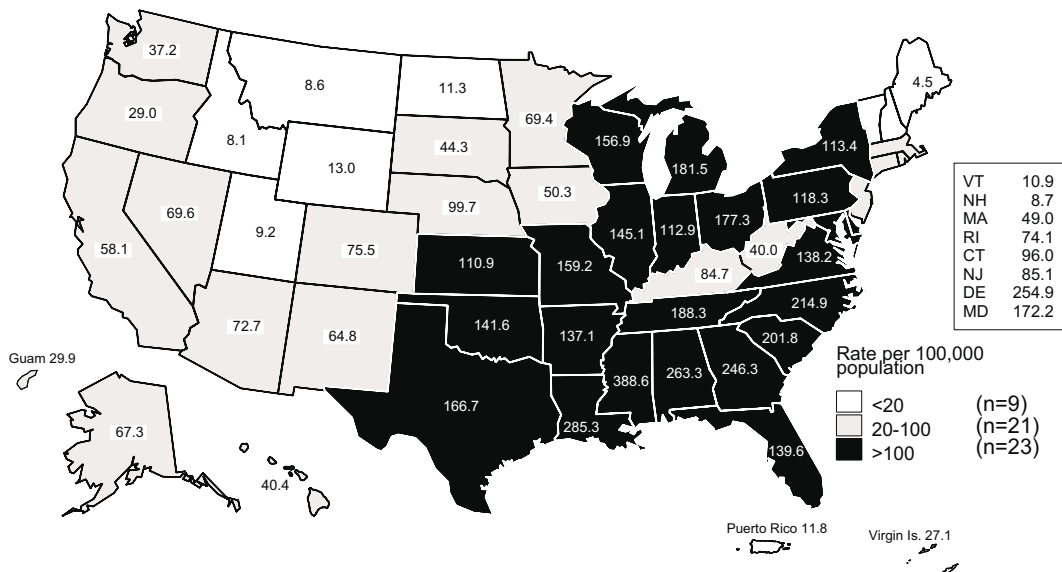 37.2
8.6
11.3
4.5
69.4
29.0
156.9
113.4
8.1
44.3
13.0
181.5
VT 10.9
NH 8.7
MA 49.0
RI 74.1
CT 96.0
NJ 85.1
DE 254.9
MD 172.2
50.3
118.3
99.7
69.6
177.3
9.2
145.1
112.9
58.1
75.5
40.0
138.2
110.9
159.2
84.7
214.9
188.3
72.7
64.8
141.6
137.1
201.8
Guam 29.9
388.6
263.3
246.3
166.7
285.3
139.6
67.3
40.4
Rate per 100,000
population
<20 (n=9)
20-100 (n=21)
>100 (n=23)
Puerto Rico 11.8
Virgin Is. 27.1